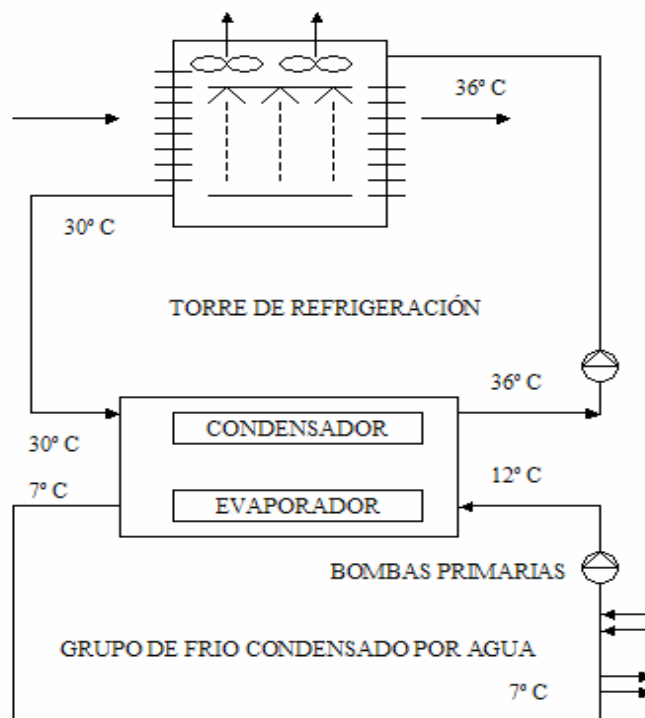 36º C
30º C
TORRE DE REFRIGERACIÓN
36º C
CONDENSADOR
30º C
12º C
7º C
EVAPORADOR
BOMBAS PRIMARIAS
GRUPO DE FRIO CONDENSADO POR AGUA
7º C